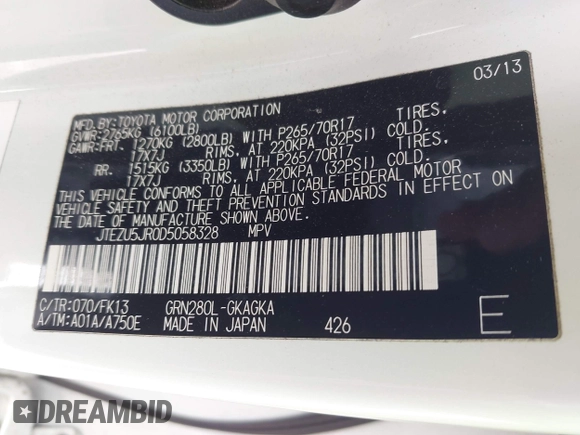 03/13
MFD.BY:TOYOTA MOTOR CORPORATION
GVWR:2765KG (6100LB)
GAWR:FRT. 1270KG (2800LB) WITH P265/70R17 TIRES,
17X7J RIMS, AT 220KPA (32PSI) COLD.
RR. 1515KG (3350LB) WITH P265/70R17 TIRES,
17X7J RIMS, AT 220KPA (32PSI) COLD.
THIS VEHICLE CONFORMS TO ALL APPLICABLE FEDERAL MOTOR
VEHICLE SAFETY AND THEFT PREVENTION STANDARDS IN EFFECT ON
THE DATE OF MANUFACTURE SHOWN ABOVE.
JTEZU5JR0D5058328 MPV
C/TR:070/FK13 GRN280L-GKAGKA
A/TM:A01A/A750E MADE IN JAPAN 426 E
DREAMBID